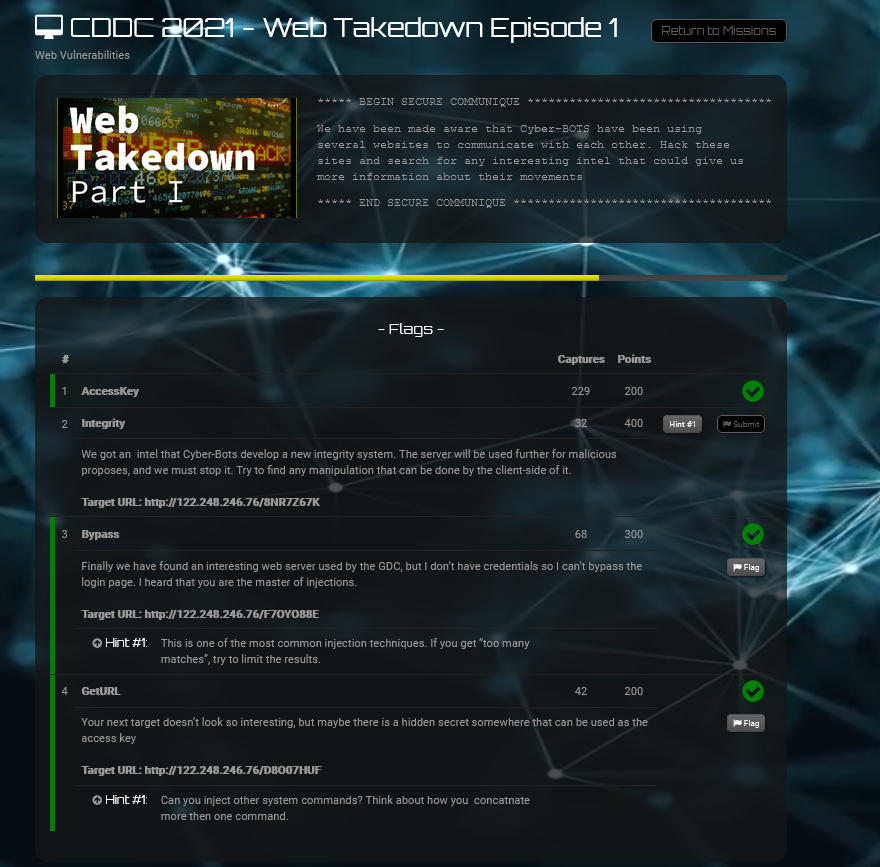 CDDC 2021 - Web Takedown Episode 1
Return to Missions
Web Vulnerabilities
Web
Takedown
Part I
***** BEGIN SECURE COMMUNIQUE ***********************************
We have been made aware that Cyber-BOTS have been using
several websites to communicate with each other. Hack these
sites and search for any interesting intel that could give us
more information about their movements
***** END SECURE COMMUNIQUE *************************************
- Flags -
# Captures Points
1 AccessKey 229 200
2 Integrity 32 400 Hint #1 Submit
We got an  intel that Cyber-Bots develop a new integrity system. The server will be used further for malicious
proposes, and we must stop it. Try to find any manipulation that can be done by the client-side of it.
Target URL: http://122.248.246.76/8NR7Z67K
3 Bypass 68 300
Finally we have found an interesting web server used by the GDC, but I don't have credentials so I can't bypass the
login page. I heard that you are the master of injections.
Flag
Target URL: http://122.248.246.76/F7OYO88E
Hint #1: This is one of the most common injection techniques. If you get “too many
matches”, try to limit the results.
4 GetURL 42 200
Your next target doesn't look so interesting, but maybe there is a hidden secret somewhere that can be used as the
access key
Flag
Target URL: http://122.248.246.76/D8O07HUF
Hint #1: Can you inject other system commands? Think about how you  concatnate
more then one command.